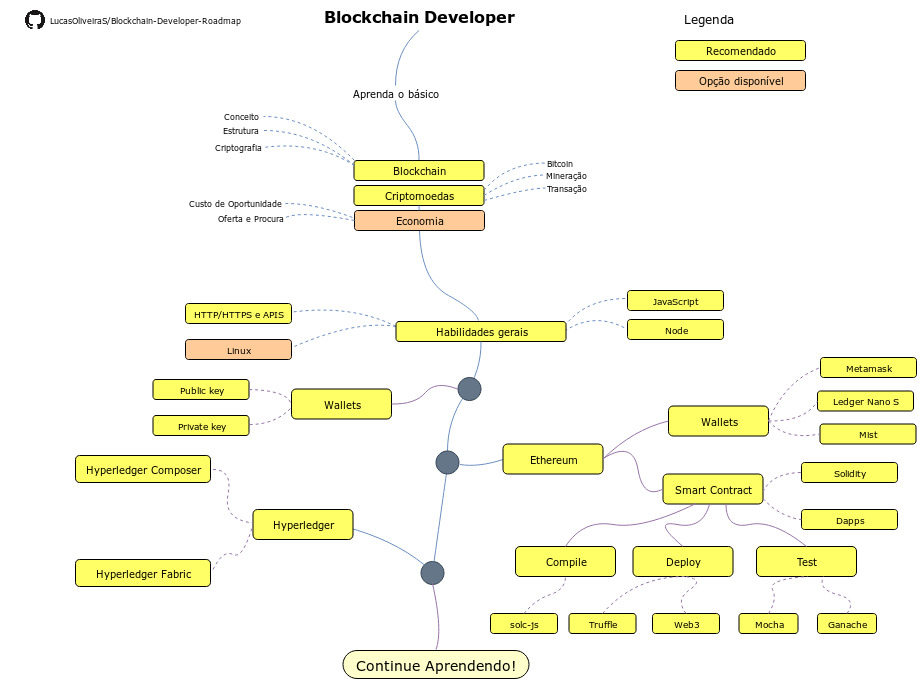 LucasOliveiraS/Blockchain-Developer-Roadmap
Blockchain Developer
Legenda
Recomendado
Opção disponível
Aprenda o básico
Conceito
Estrutura
Criptografia
Blockchain
Bitcoin
Mineração
Transação
Criptomoedas
Custo de Oportunidade
Oferta e Procura
Economia
HTTP/HTTPS e APIS
Linux
Habilidades gerais
JavaScript
Node
Public key
Private key
Wallets
Metamask
Ledger Nano S
Mist
Wallets
Ethereum
Smart Contract
Solidity
Dapps
Hyperledger Composer
Hyperledger
Hyperledger Fabric
Compile
Deploy
Test
solc-js
Truffle
Web3
Mocha
Ganache
Continue Aprendendo!